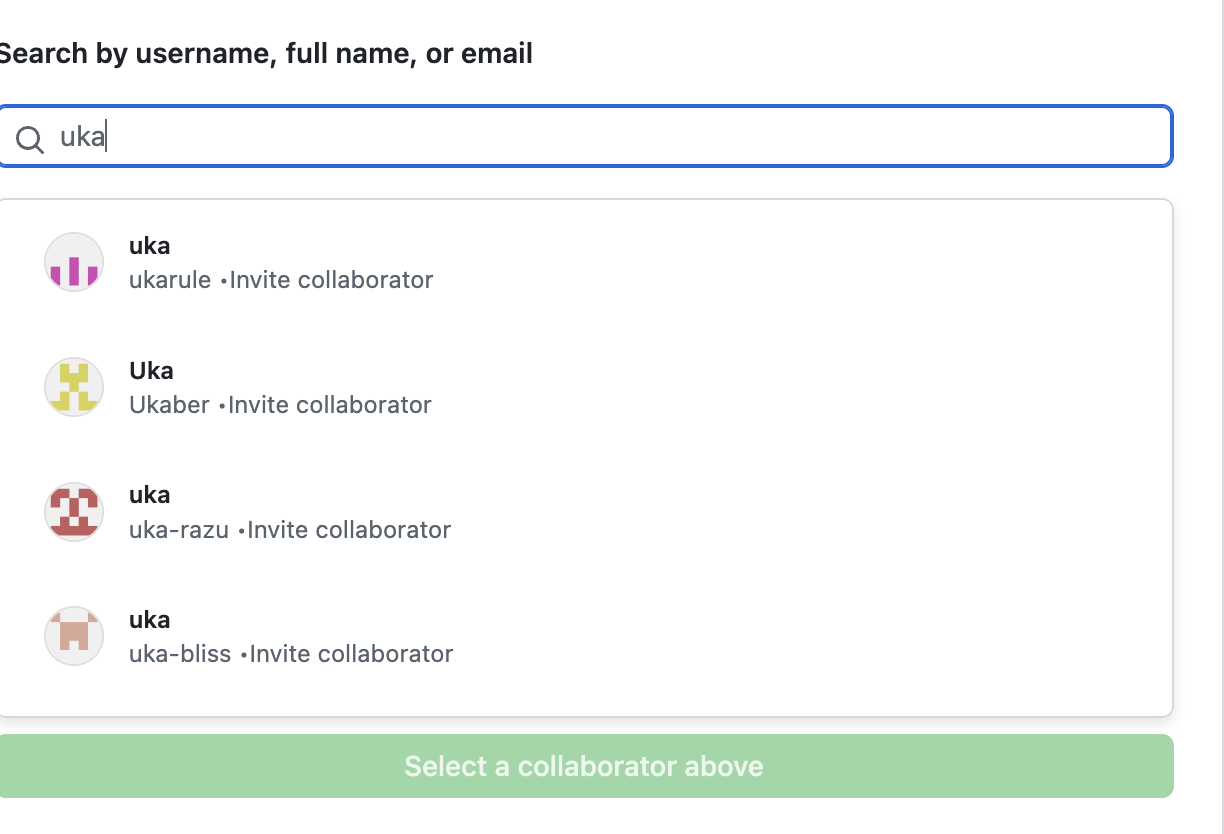 Search by username, full name, or email
uka
uka
ukarule •Invite collaborator
Uka
Ukaber •Invite collaborator
uka
uka-razu •Invite collaborator
uka
uka-bliss •Invite collaborator
Select a collaborator above